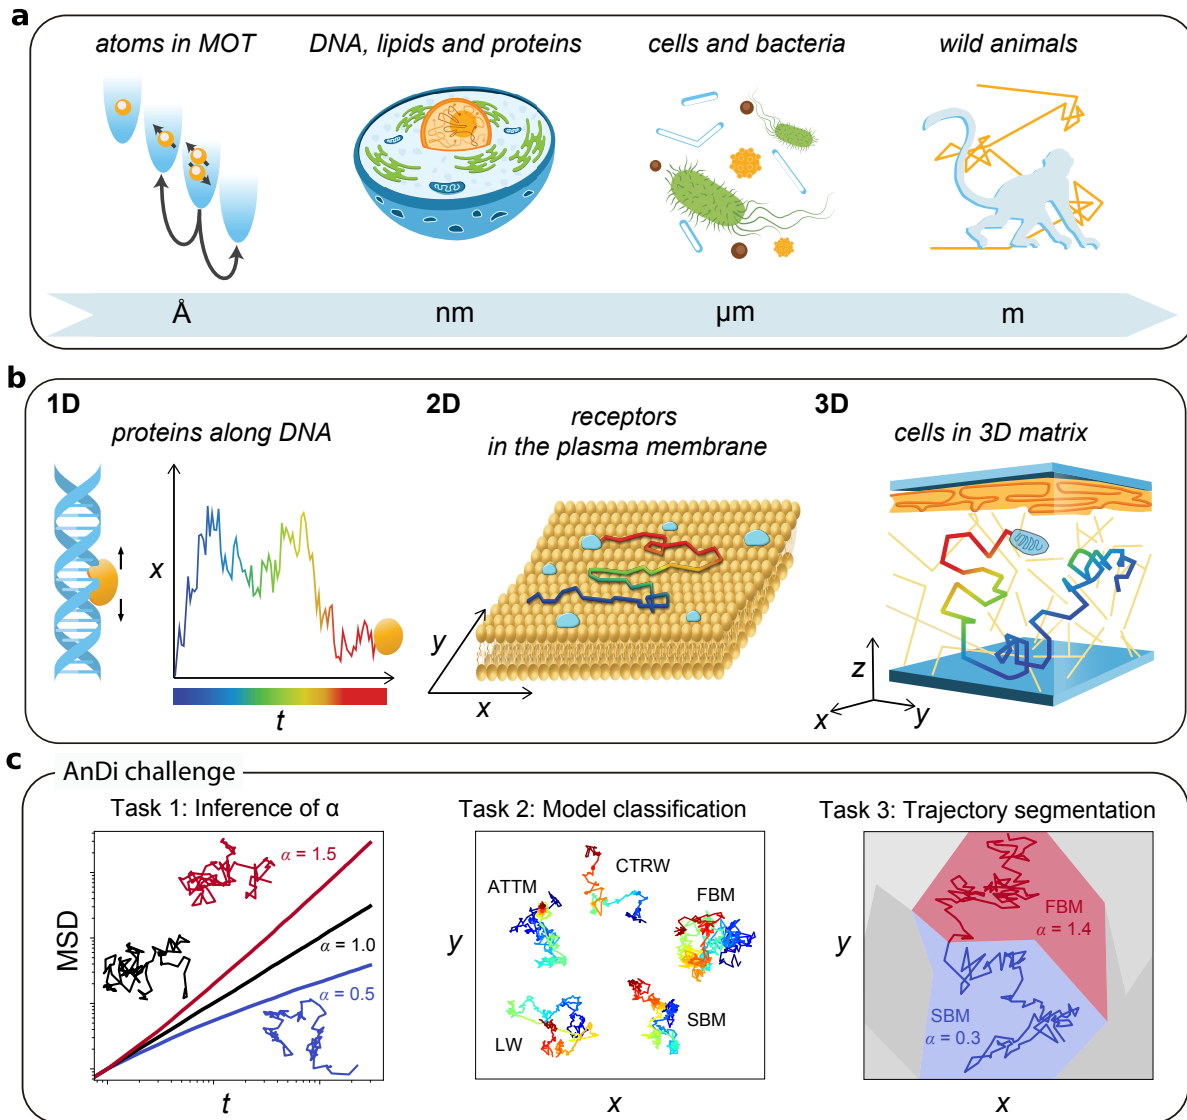 a
atoms in MOT
DNA, lipids and proteins
cells and bacteria
wild animals
Å
nm
µm
m
b
1D
proteins along DNA
x
t
2D
receptors
in the plasma membrane
y
x
3D
cells in 3D matrix
z
x
y
c
AnDi challenge
Task 1: Inference of α
α = 1.5
α = 1.0
α = 0.5
MSD
t
Task 2: Model classification
CTRW
ATTM
FBM
y
SBM
LW
x
Task 3: Trajectory segmentation
FBM
α = 1.4
y
SBM
α = 0.3
x